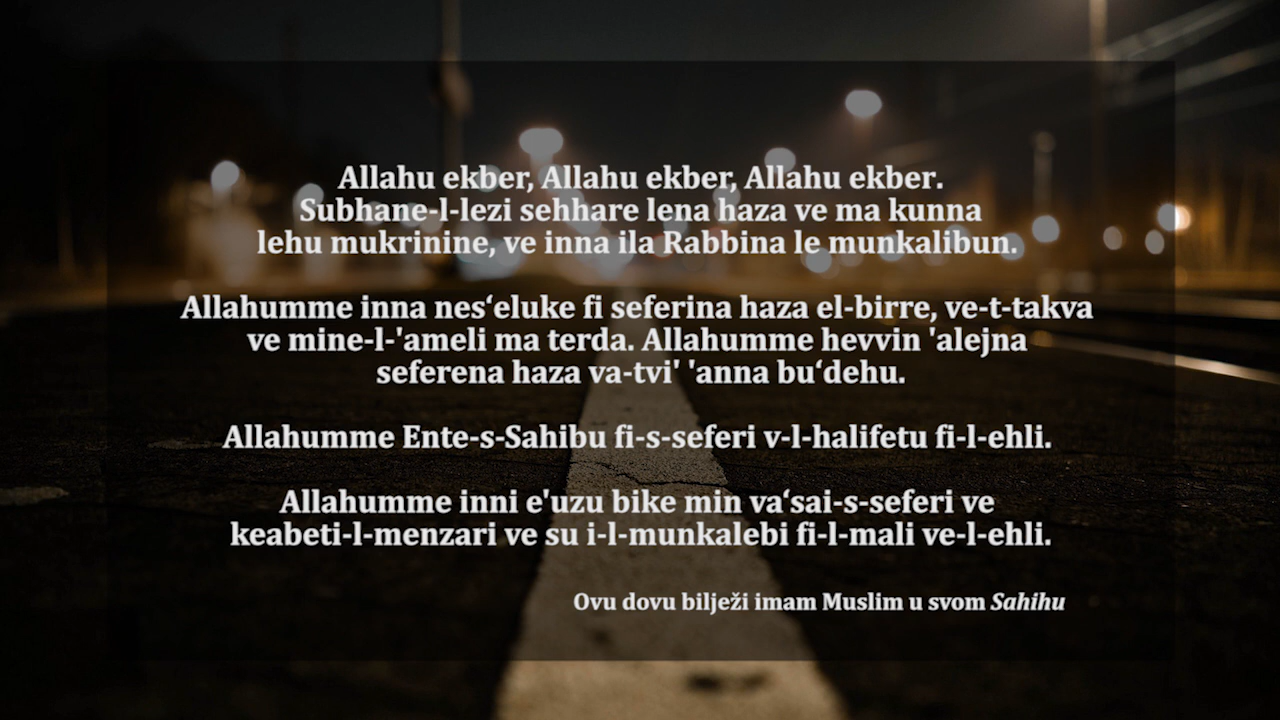 Allahu ekber, Allahu ekber, Allahu ekber.
Subhane-l-lezi sehhare lena haza ve ma kunna
lehu mukrinine, ve inna ila Rabbina le munkalibun.
Allahumme inna nes‘eluke fi seferina haza el-birre, ve-t-takva
ve mine-l-'ameli ma terda. Allahumme hevvin 'alejna
seferena haza va-tvi' 'anna bu‘dehu.
Allahumme Ente-s-Sahibu fi-s-seferi v-l-halifetu fi-l-ehli.
Allahumme inni e'uzu bike min va‘sai-s-seferi ve
keabeti-l-menzari ve su i-l-munkalebi fi-l-mali ve-l-ehli.
Ovu dovu bilježi imam Muslim u svom Sahihu